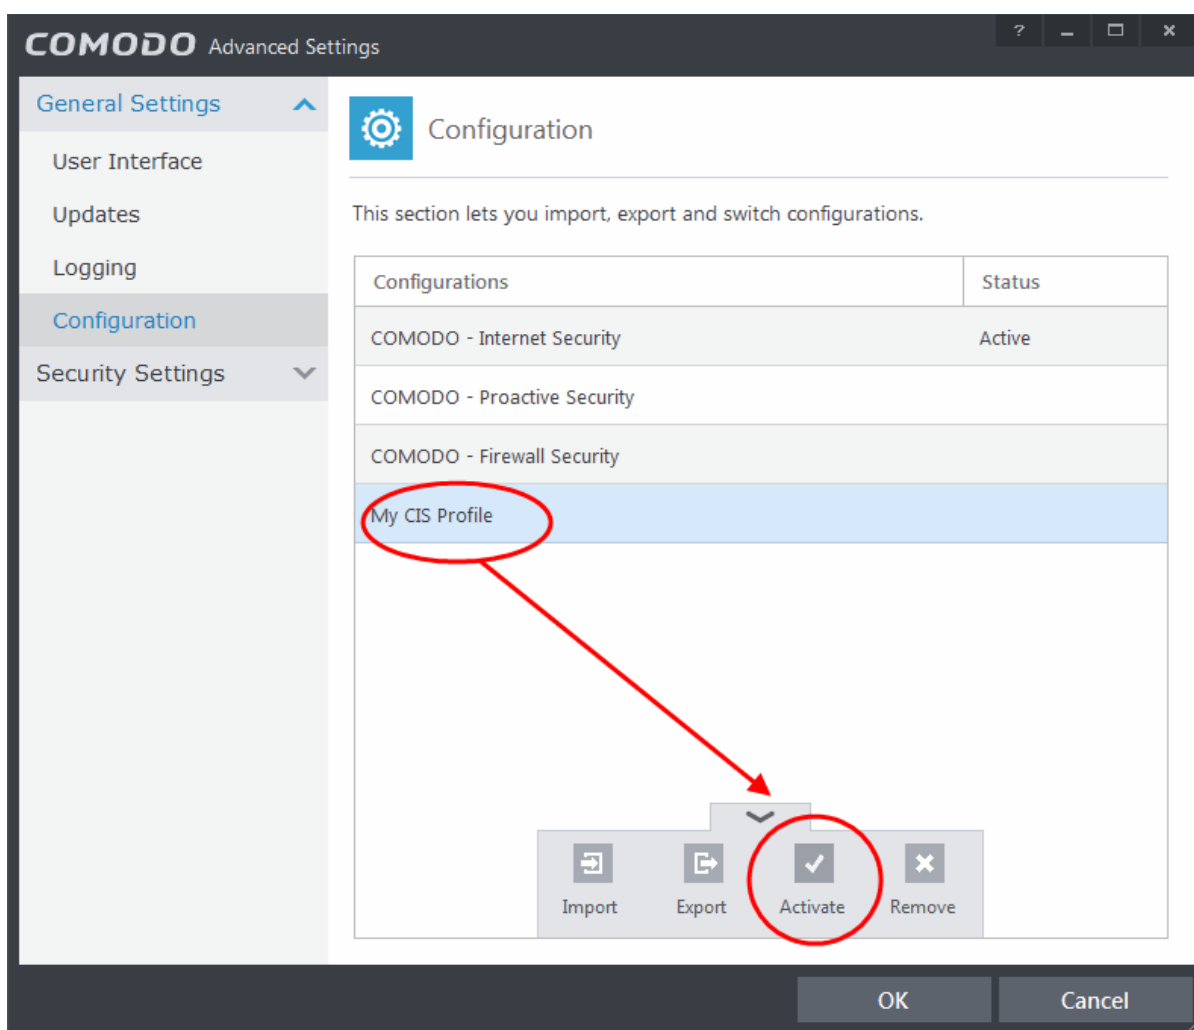 COMODO Advanced Settings
?
General Settings
User Interface
Updates
Logging
Configuration
Security Settings
Configuration
This section lets you import, export and switch configurations.
Configurations Status
COMODO - Internet Security Active
COMODO - Proactive Security
COMODO - Firewall Security
My CIS Profile
Import Export Activate Remove
OK Cancel